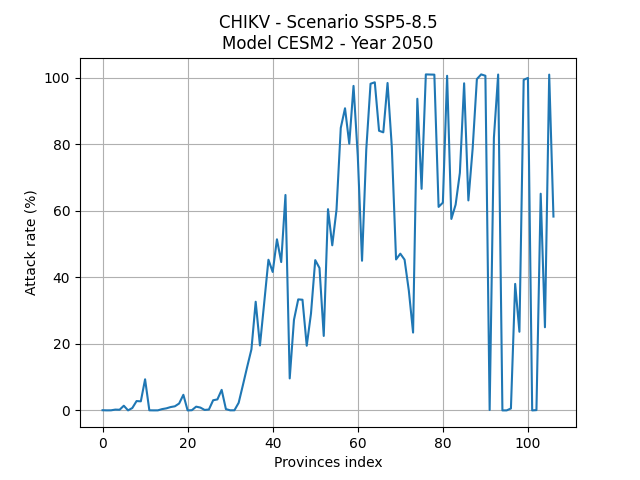 CHIKV - Scenario SSP5-8.5
Model CESM2 - Year 2050
100
80
60
40
20
0
Attack rate (%)
0 20 40 60 80 100
Provinces index